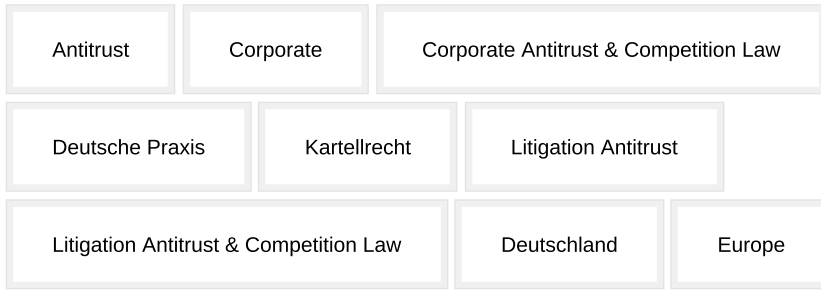 Antitrust Corporate Corporate Antitrust & Competition Law
Deutsche Praxis Kartellrecht Litigation Antitrust
Litigation Antitrust & Competition Law Deutschland Europe